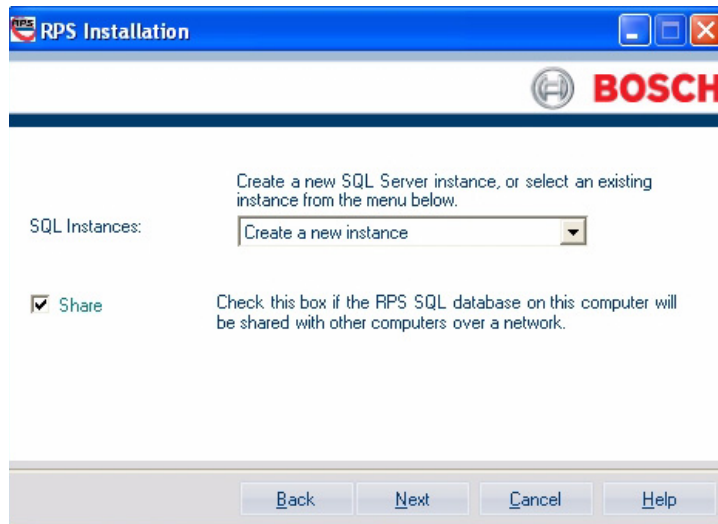 RPS
RPS Installation
BOSCH
Create a new SQL Server instance, or select an existing
instance from the menu below.
SQL Instances:
Create a new instance
Share
Check this box if the RPS SQL database on this computer will
be shared with other computers over a network.
Back
Next
Cancel
Help